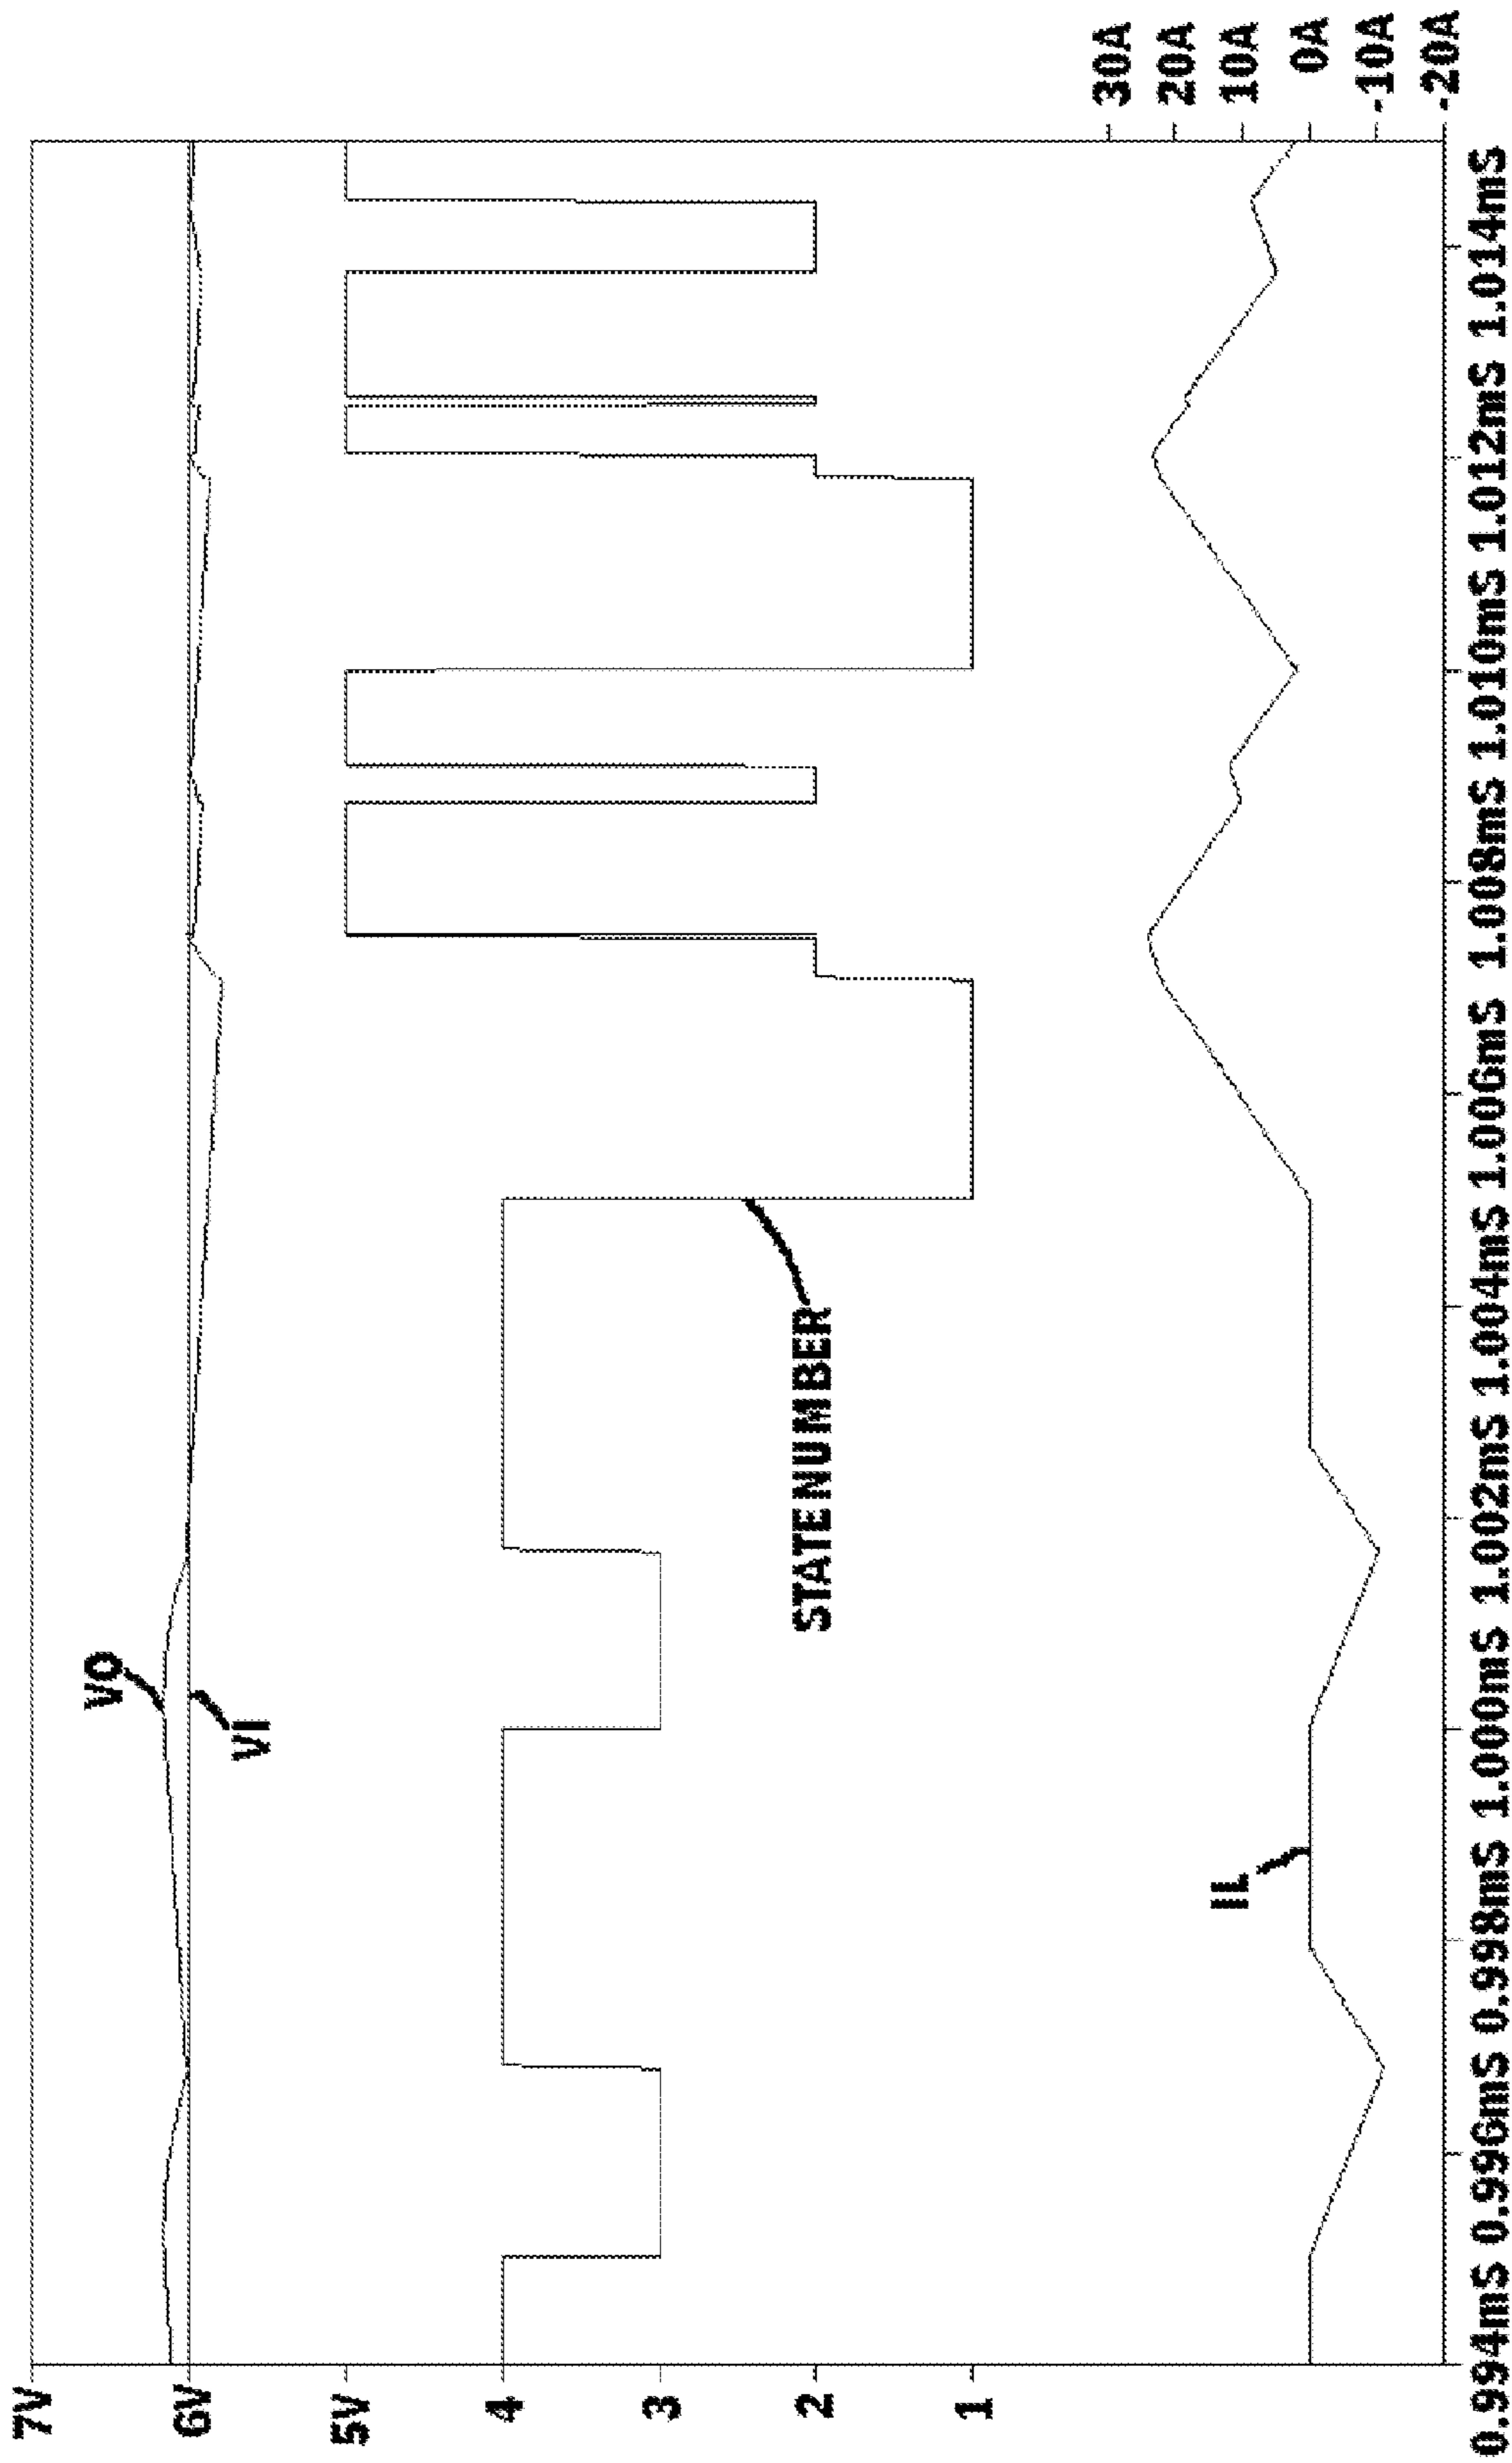 7V
6V
5V
4
3
2
1
VO
VI
STATENUMBER
IL
30A
20A
10A
0A
-10A
-20A
0.994mS 0.996mS 0.998mS 1.000mS 1.002mS 1.004mS 1.006mS 1.008mS 1.010mS 1.012mS 1.014mS